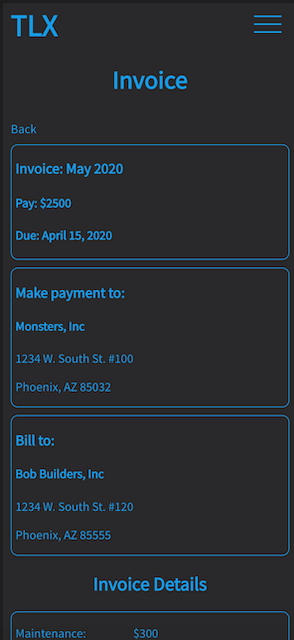 TLX
Invoice
Back
Invoice: May 2020
Pay: $2500
Due: April 15, 2020
Make payment to:
Monsters, Inc
1234 W. South St. #100
Phoenix, AZ 85032
Bill to:
Bob Builders, Inc
1234 W. South St. #120
Phoenix, AZ 85555
Invoice Details
Maintenance: $300